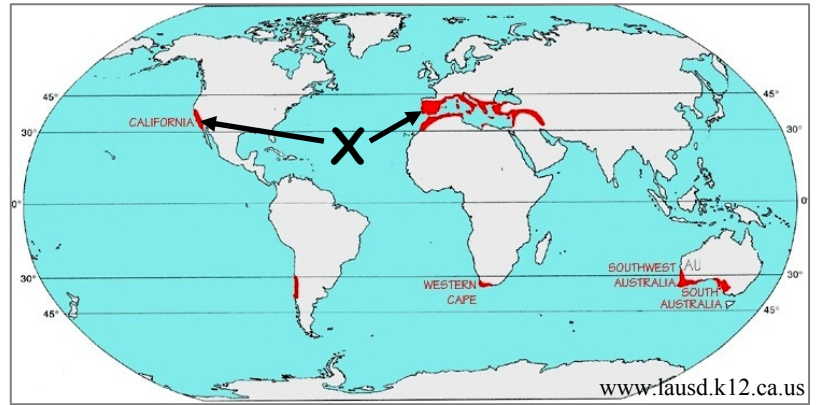 45°
45°
CALIFORNIA
X
30°
30°
0°
0
SOUTHWEST
AUSTRALIA
AU
30°
WESTERN
CAPE
30°
SOUTH
AUSTRALIA
45°
45°
www.lausd.k12.ca.us